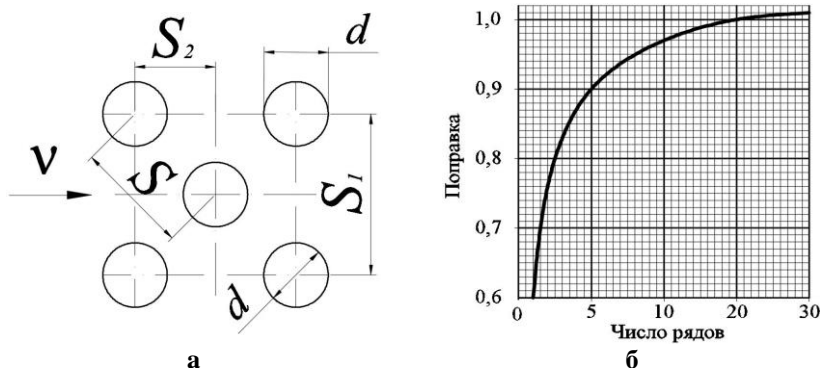 S₂
d
v
S
S₁
d
а
Поправка
1,0
0,9
0,8
0,7
0,6
0 5 10 20 30
Число рядов
б